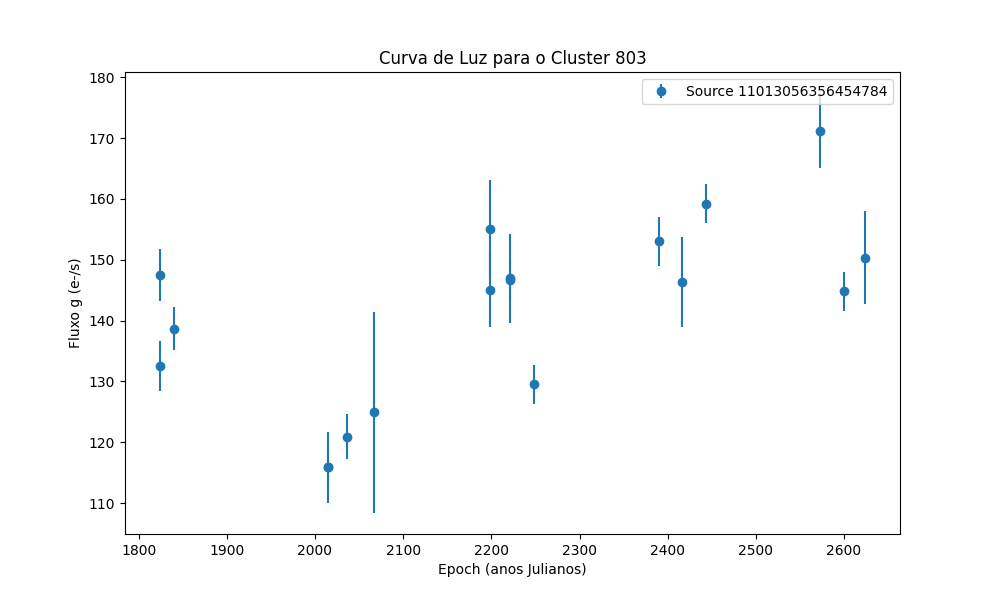 Curva de Luz para o Cluster 803
Source 11013056356454784
Fluxo g (e-/s)
180
170
160
150
140
130
120
110
1800 1900 2000 2100 2200 2300 2400 2500 2600
Epoch (anos Julianos)